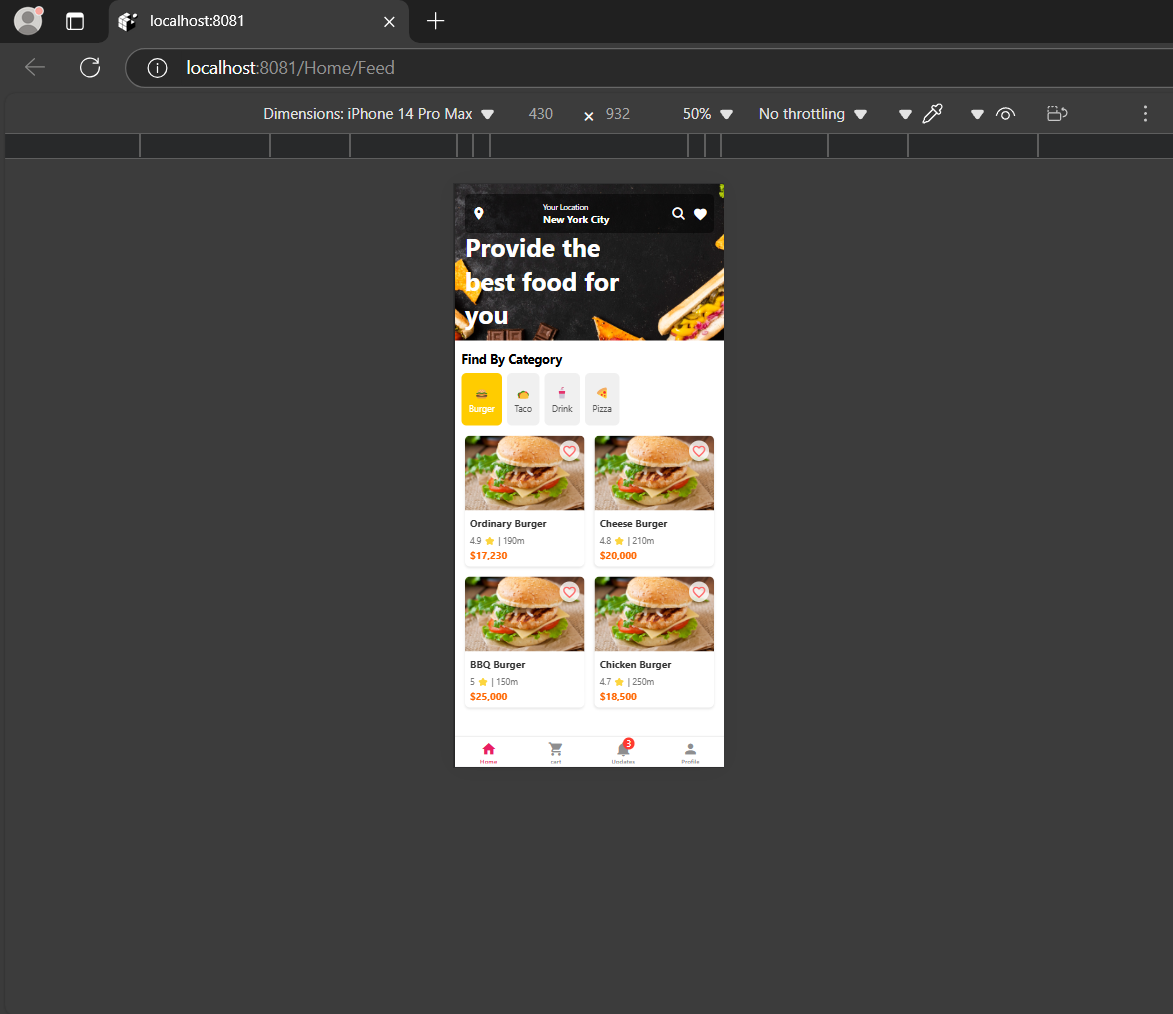 localhost:8081
localhost:8081/Home/Feed
Dimensions: iPhone 14 Pro Max 430 × 932 50% No throttling
Your Location
New York City
Provide the
best food for
you
Find By Category
Burger Taco Drink Pizza
Ordinary Burger Cheese Burger
4.9 | 190m 4.8 | 210m
$17,230 $20,000
BBQ Burger Chicken Burger
5 | 150m 4.7 | 250m
$25,000 $18,500
3
Home cart Updates Profile